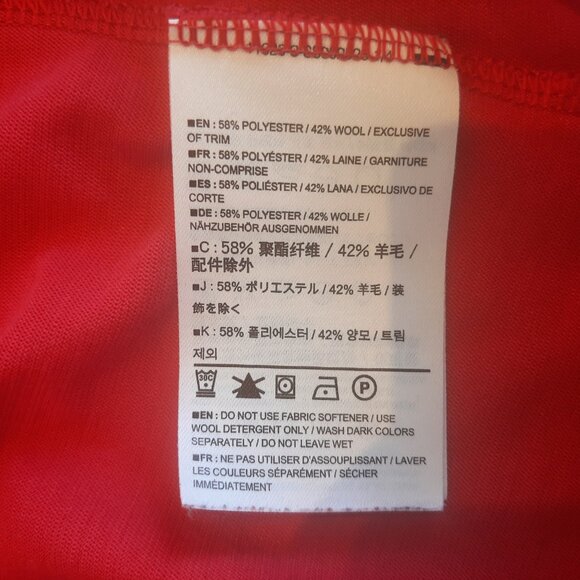 ■EN: 58% POLYESTER / 42% WOOL / EXCLUSIVE
OF TRIM
■FR: 58% POLYÉSTER / 42% LAINE / GARNITURE
NON-COMPRISE
■ES: 58% POLIÉSTER / 42% LANA / EXCLUSIVO DE
CORTE
■DE: 58% POLYESTER / 42% WOLLE /
NÄHZUBEHÖR AUSGENOMMEN
■C: 58% 聚酯纤维 / 42% 羊毛 /
配件除外
■J: 58% ポリエステル / 42% 羊毛 / 装
飾を除く
■K: 58% 폴리에스터 / 42% 양모 / 트림
제외
30C P
■EN: DO NOT USE FABRIC SOFTENER / USE
WOOL DETERGENT ONLY / WASH DARK COLORS
SEPARATELY / DO NOT LEAVE WET
■FR: NE PAS UTILISER D'ASSOUPLISSANT / LAVER
LES COULEURS SÉPARÉMENT / SÉCHER
IMMÉDIATEMENT